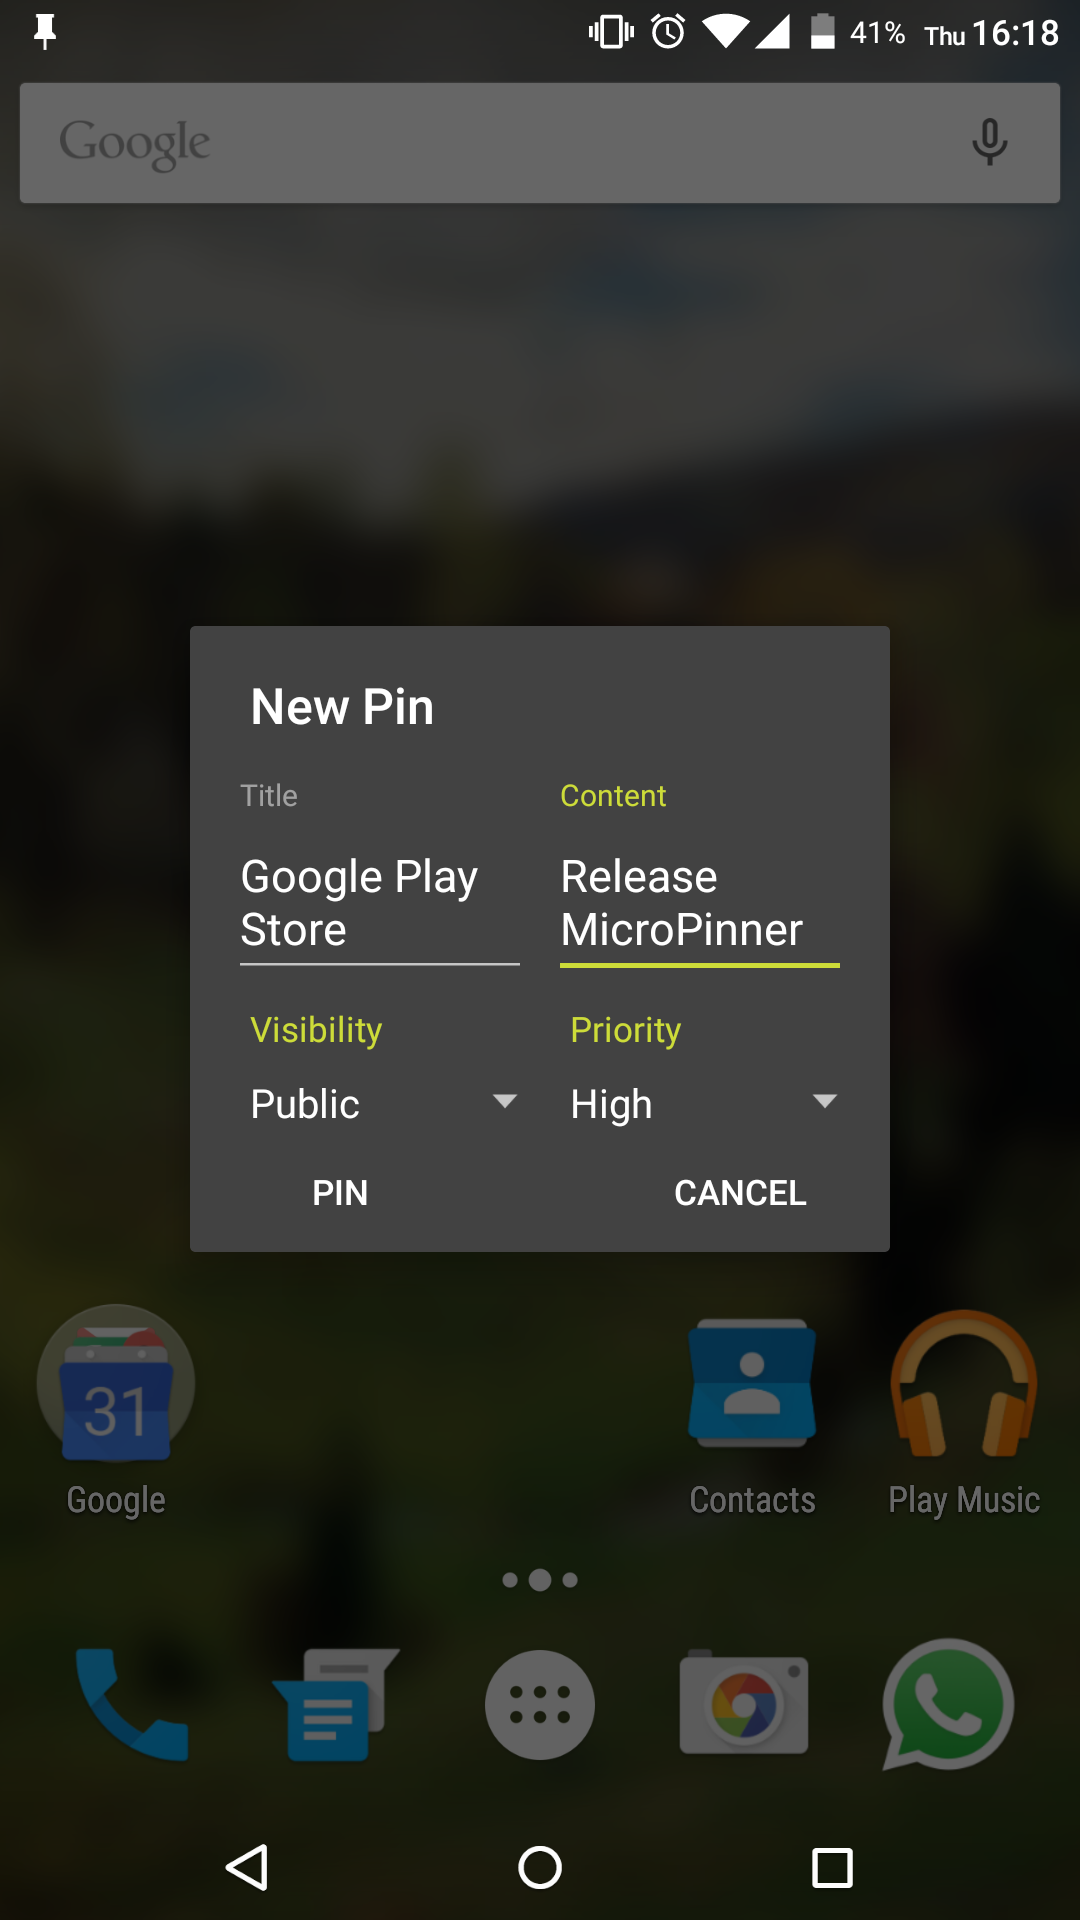 41% Thu 16:18
Google
New Pin
Title Content
Google Play Release
Store MicroPinner
Visibility Priority
Public High
PIN CANCEL
31
Google Contacts Play Music